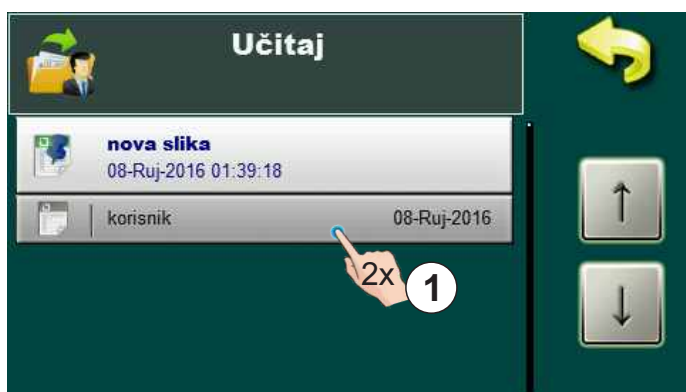 Učitaj
nova slika
08-Ruj-2016 01:39:18
korisnik 08-Ruj-2016
2x 1